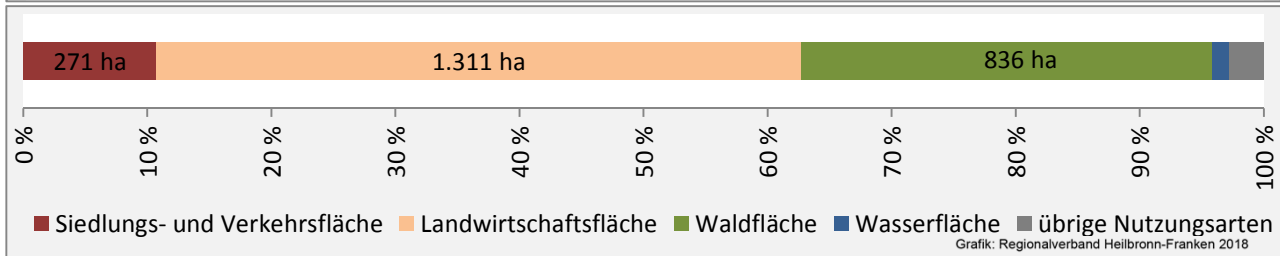 271 ha 1.311 ha 836 ha
0 % 10 % 20 % 30 % 40 % 50 % 60 % 70 % 80 % 90 % 100 %
Siedlungs- und Verkehrsfläche Landwirtschaftsfläche Waldfläche Wasserfläche übrige Nutzungsarten
Grafik: Regionalverband Heilbronn-Franken 2018